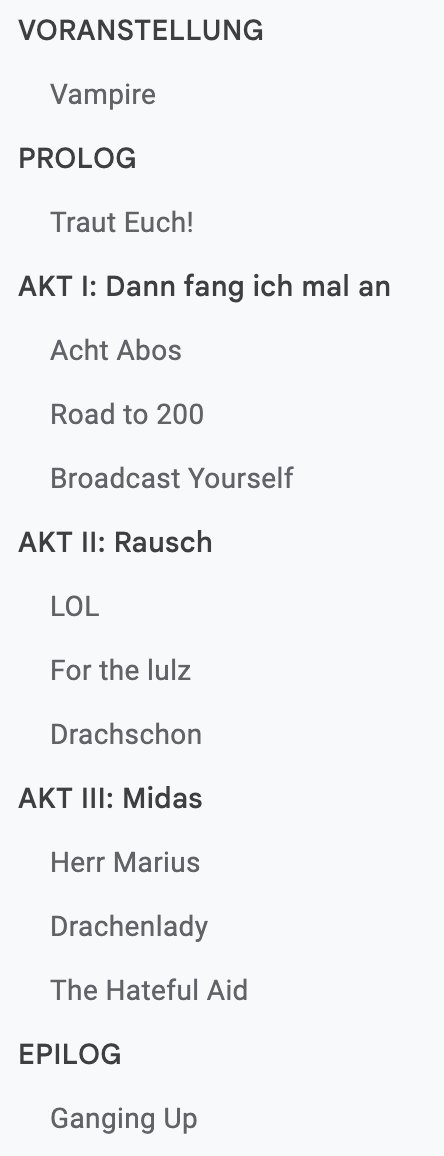 VORANSTELLUNG
Vampire
PROLOG
Traut Euch!
AKT I: Dann fang ich mal an
Acht Abos
Road to 200
Broadcast Yourself
AKT II: Rausch
LOL
For the lulz
Drachschon
AKT III: Midas
Herr Marius
Drachenlady
The Hateful Aid
EPILOG
Ganging Up